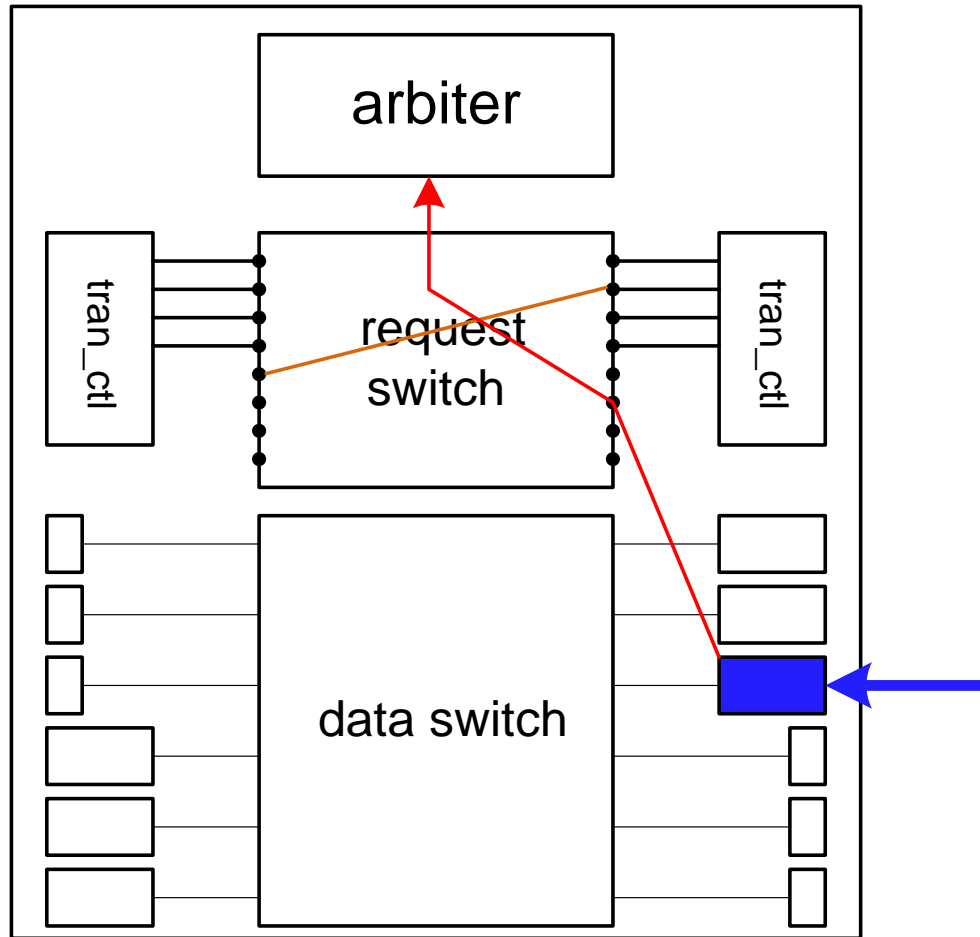 arbiter
tran_ctl
request
switch
tran_ctl
data switch